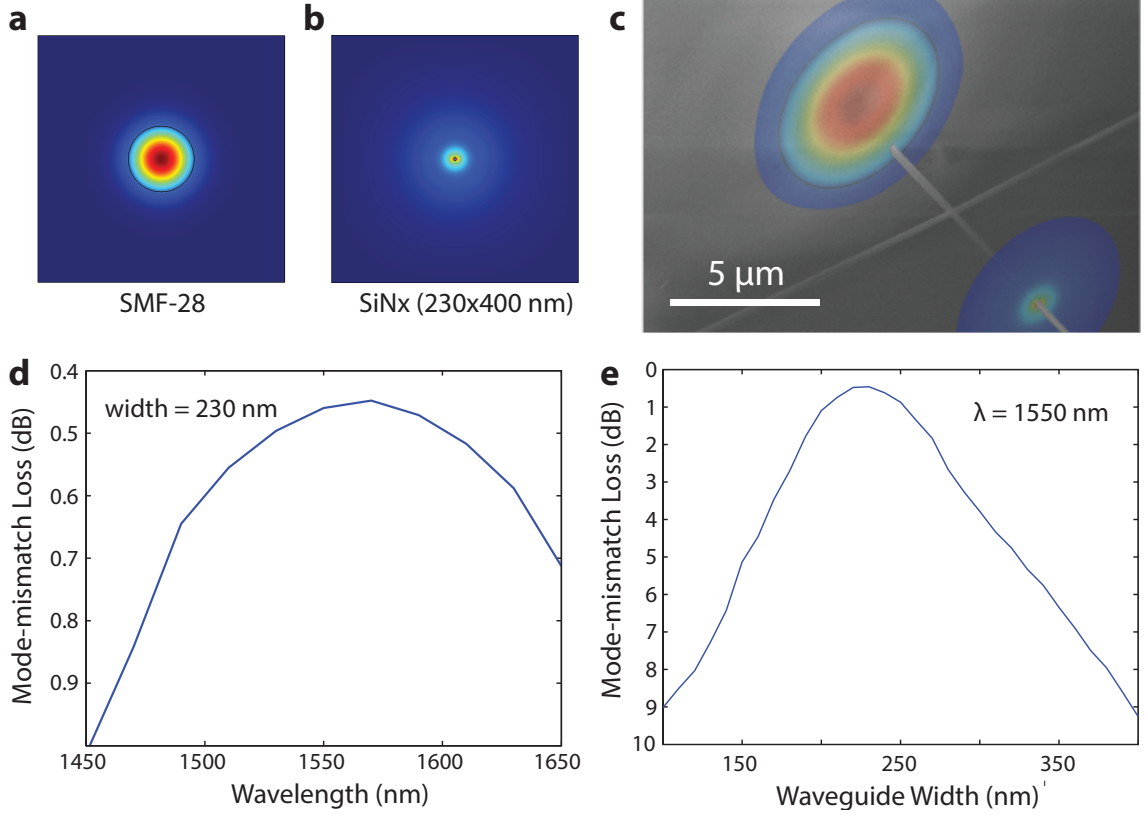 a
b
c
SMF-28
SiNx (230x400 nm)
5 μm
d
0.4
0.5
0.6
0.7
0.8
0.9
width = 230 nm
1450
1500
1550
1600
1650
Mode-mismatch Loss (dB)
Wavelength (nm)
e
0
1
2
3
4
5
6
7
8
9
10
λ = 1550 nm
150
250
350
Mode-mismatch Loss (dB)
Waveguide Width (nm)